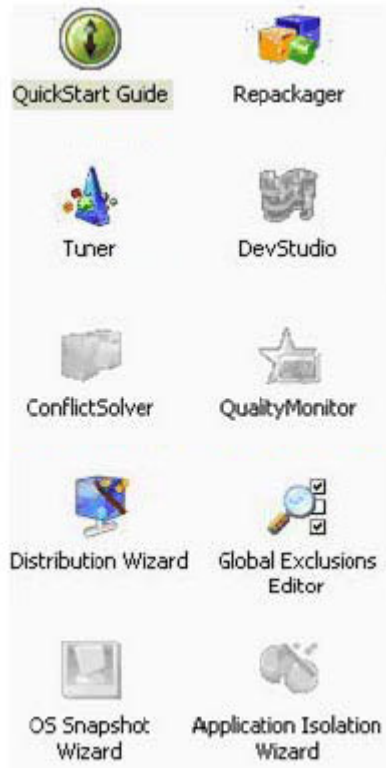 QuickStart Guide
Repackager
Tuner
DevStudio
ConflictSolver
QualityMonitor
Distribution Wizard
Global Exclusions
Editor
OS Snapshot
Wizard
Application Isolation
Wizard